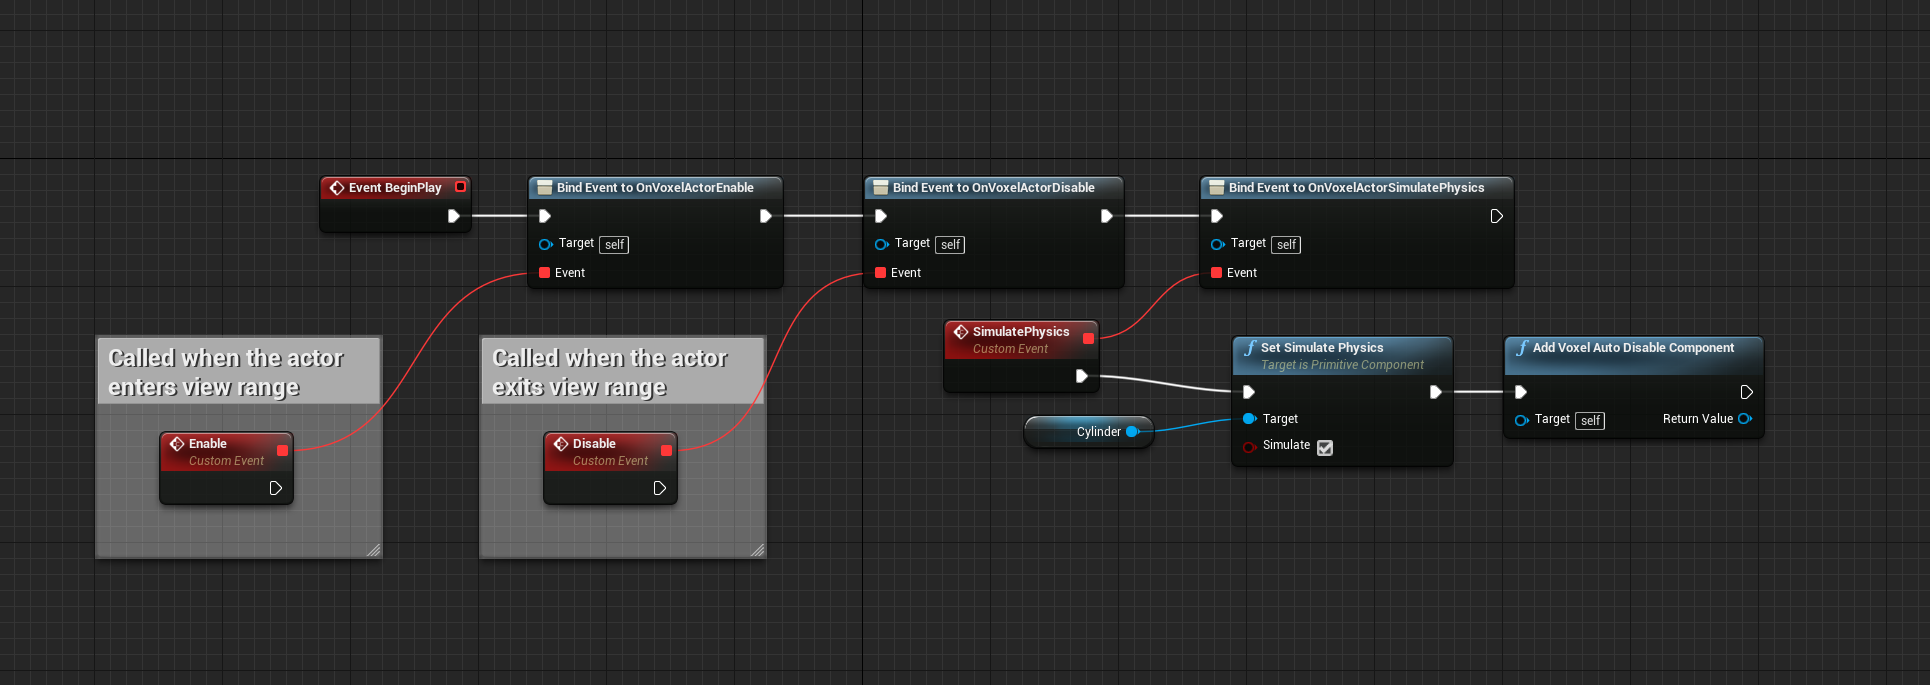 Event BeginPlay
Bind Event to OnVoxelActorEnable
Target self
Event
Bind Event to OnVoxelActorDisable
Target self
Event
Bind Event to OnVoxelActorSimulatePhysics
Target self
Event
Called when the actor
enters view range
Enable
Custom Event
Called when the actor
exits view range
Disable
Custom Event
SimulatePhysics
Custom Event
Cylinder
Set Simulate Physics
Target is Primitive Component
Target
Simulate
Add Voxel Auto Disable Component
Target self
Return Value